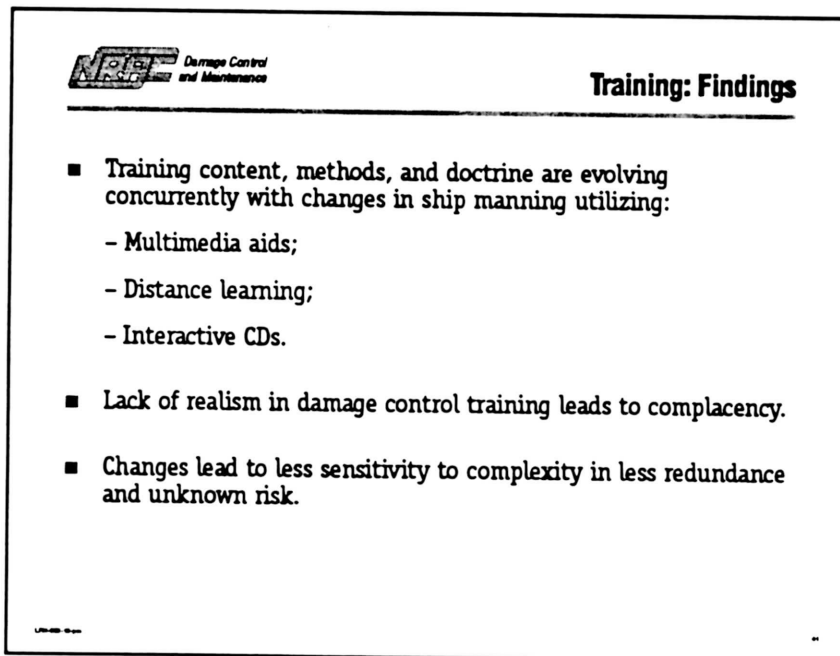 NRAC
Damage Control
and Maintenance
Training: Findings
■ Training content, methods, and doctrine are evolving
concurrently with changes in ship manning utilizing:
– Multimedia aids;
– Distance learning;
– Interactive CDs.
■ Lack of realism in damage control training leads to complacency.
■ Changes lead to less sensitivity to complexity in less redundance
and unknown risk.